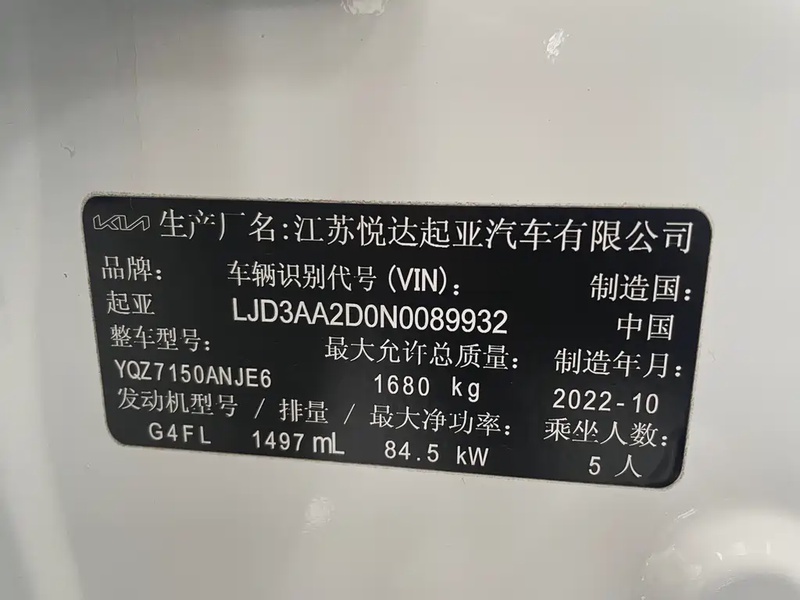 KIA 生产厂名:江苏悦达起亚汽车有限公司
品牌: 车辆识别代号(VIN): 制造国:
起亚 LJD3AA2D0N0089932 中国
整车型号: 最大允许总质量: 制造年月:
YQZ7150ANJE6 1680 kg 2022-10
发动机型号 / 排量 / 最大净功率: 乘坐人数:
G4FL 1497mL 84.5 kW 5 人